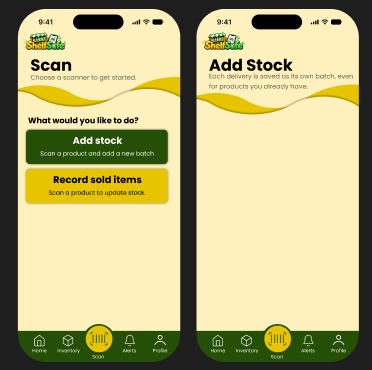 9:41
ShelfSafe
Scan
Choose a scanner to get started.
What would you like to do?
Add stock
Scan a product and add a new batch
Record sold items
Scan a product to update stock.
Home
Inventory
Scan
Alerts
Profile
9:41
ShelfSafe
Add Stock
Each delivery is saved as its own batch, even
for products you already have.
Home
Inventory
Scan
Alerts
Profile